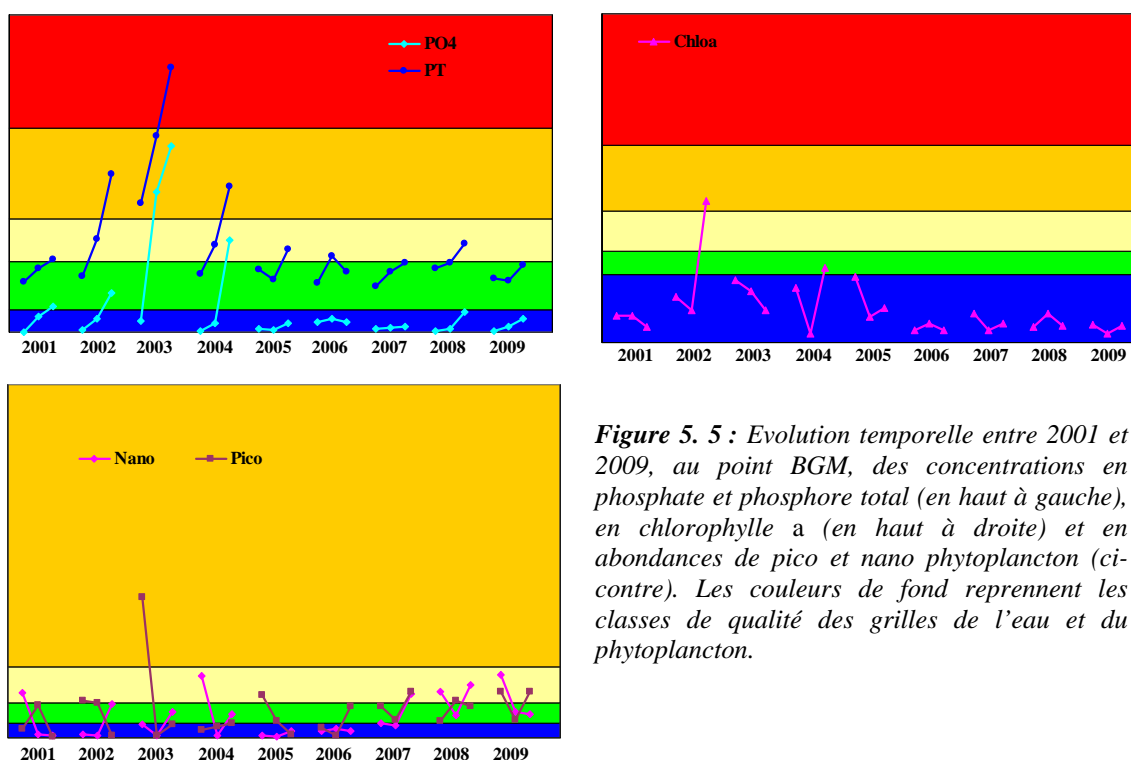 PO4
PT
2001 2002 2003 2004 2005 2006 2007 2008 2009
Chloa
2001 2002 2003 2004 2005 2006 2007 2008 2009
Nano Pico
2001 2002 2003 2004 2005 2006 2007 2008 2009
Figure 5. 5 : Evolution temporelle entre 2001 et
2009, au point BGM, des concentrations en
phosphate et phosphore total (en haut à gauche),
en chlorophylle a (en haut à droite) et en
abondances de pico et nano phytoplancton (ci-
contre). Les couleurs de fond reprennent les
classes de qualité des grilles de l'eau et du
phytoplancton.